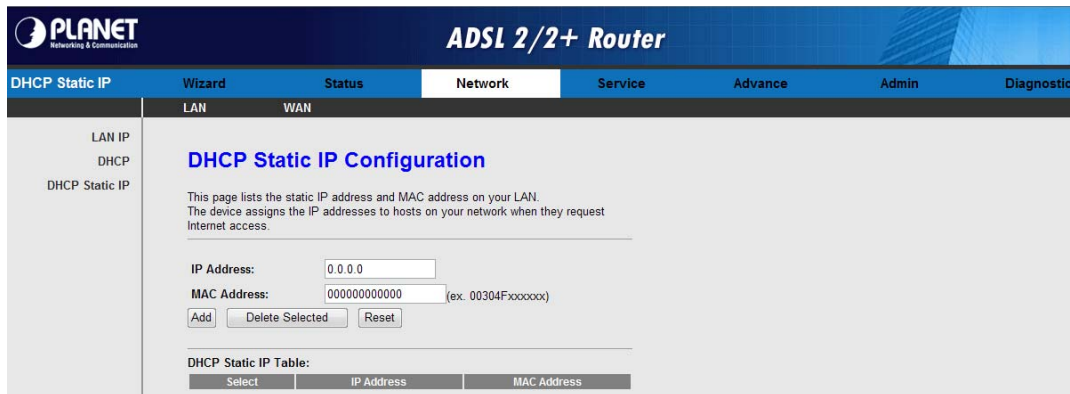 PLANET
Networking & Communication
ADSL 2/2+ Router
DHCP Static IP
Wizard Status Network Service Advance Admin Diagnostic
LAN WAN
LAN IP
DHCP
DHCP Static IP
DHCP Static IP Configuration
This page lists the static IP address and MAC address on your LAN.
The device assigns the IP addresses to hosts on your network when they request
Internet access.
IP Address: 0.0.0.0
MAC Address: 000000000000 (ex. 00304Fxxxxxx)
Add Delete Selected Reset
DHCP Static IP Table:
Select IP Address MAC Address